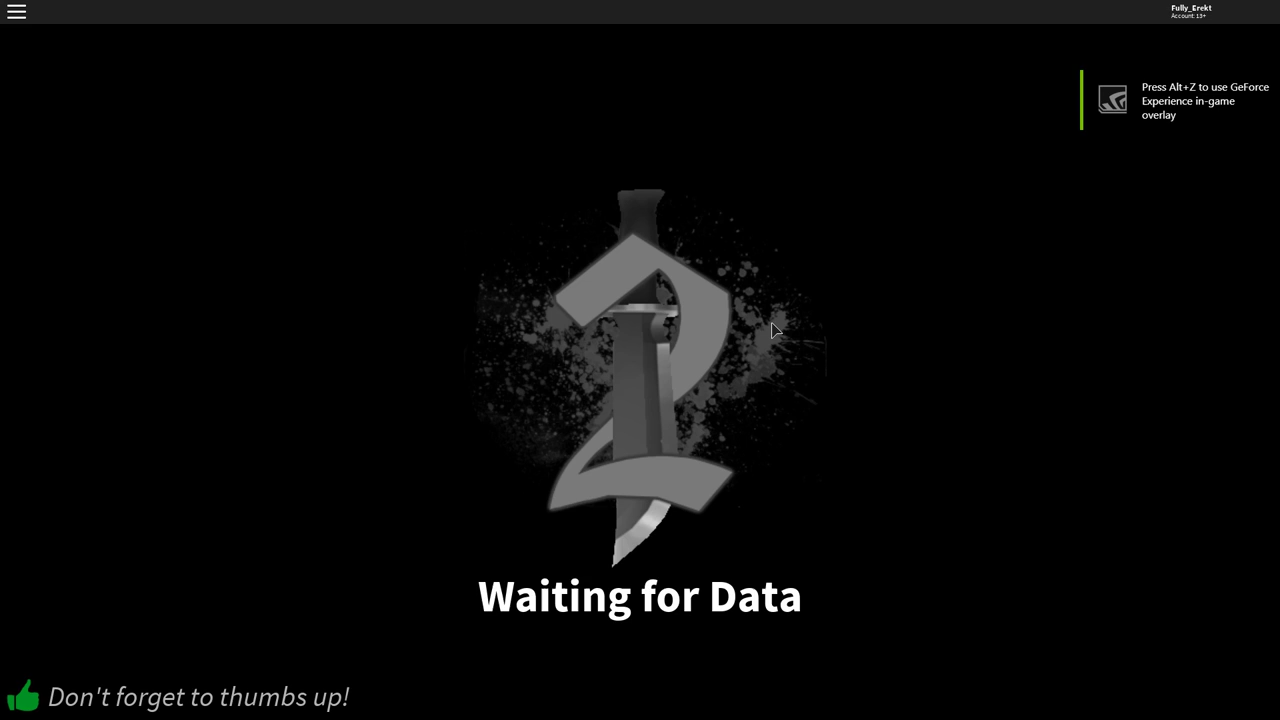 Fully_Erekt
Account: 13+
Press Alt+Z to use GeForce
Experience in-game
overlay
2
Waiting for Data
Don't forget to thumbs up!